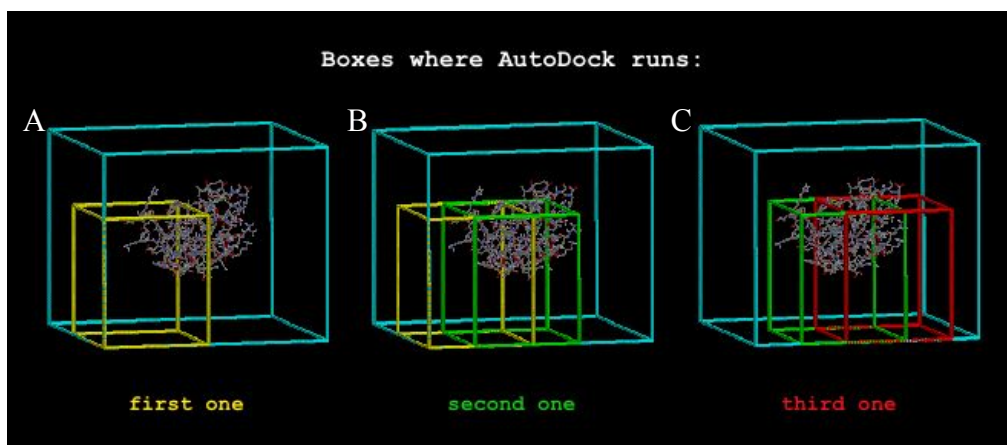 Boxes where AutoDock runs:
A
B
C
first one
second one
third one